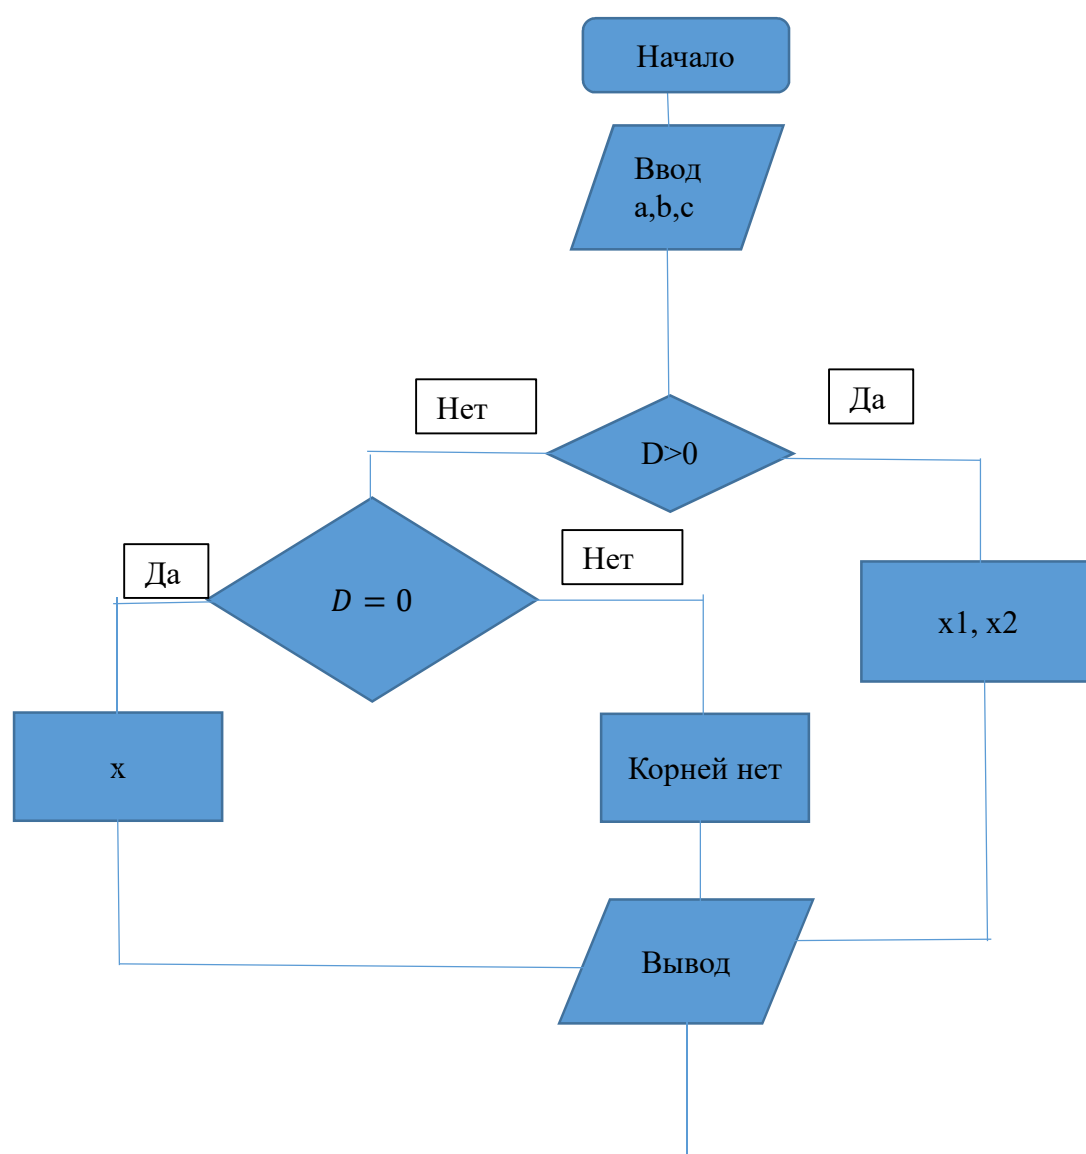 Начало
Ввод
a,b,c
Нет
Да
D>0
Да
Нет
D = 0
x1, x2
x
Корней нет
Вывод